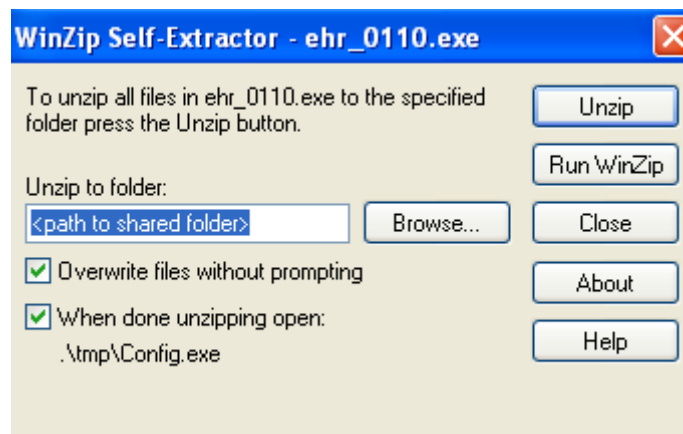 WinZip Self-Extractor - ehr_0110.exe
To unzip all files in ehr_0110.exe to the specified
folder press the Unzip button.
Unzip to folder:
<path to shared folder>
Browse...
Overwrite files without prompting
When done unzipping open:
.\tmp\Config.exe
Unzip
Run WinZip
Close
About
Help